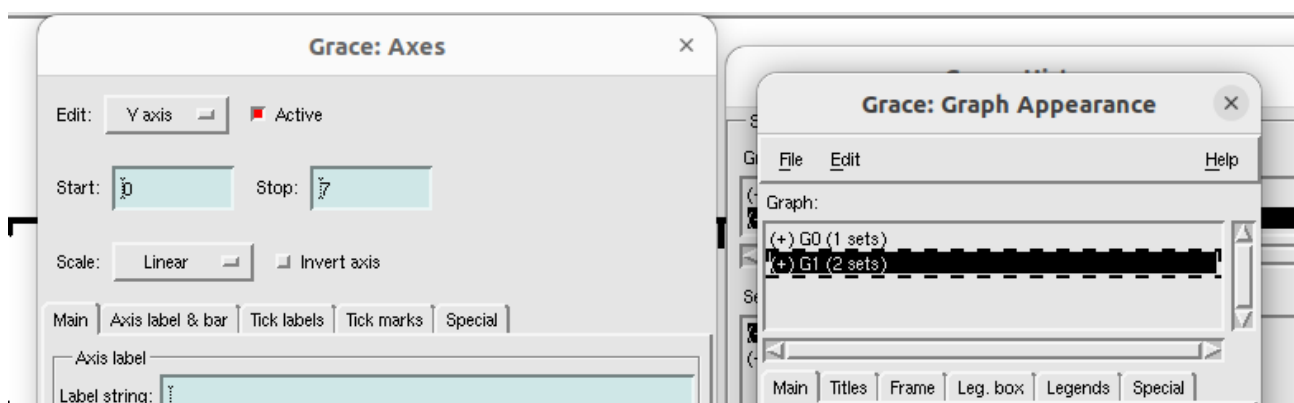 Grace: Axes
Edit: Y axis Active
Start: 0 Stop: 7
Scale: Linear Invert axis
Main Axis label & bar Tick labels Tick marks Special
Axis label
Label string:
Grace: Graph Appearance
File Edit Help
Graph:
(+) G0 (1 sets)
(+) G1 (2 sets)
Main Titles Frame Leg. box Legends Special